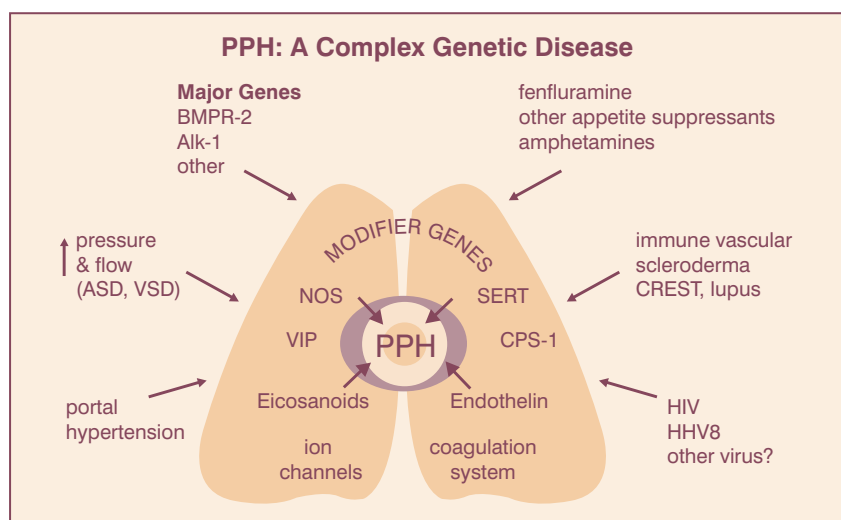 PPH: A Complex Genetic Disease
Major Genes
BMPR-2
Alk-1
other
fenfluramine
other appetite suppressants
amphetamines
MODIFIER GENES
pressure
& flow
(ASD, VSD)
immune vascular
scleroderma
CREST, lupus
NOS
SERT
VIP
PPH
CPS-1
Eicosanoids
Endothelin
portal
hypertension
HIV
HHV8
other virus?
ion
channels
coagulation
system